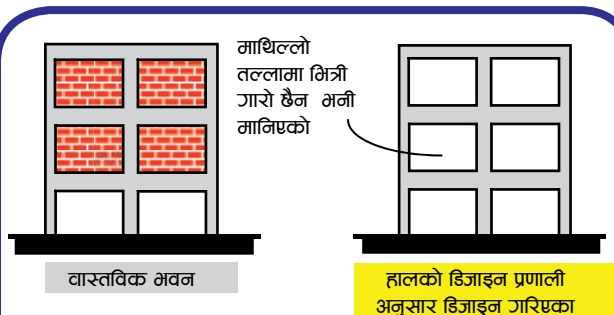 माथिल्लो
तल्लामा भित्री
गारो छैन भनी
मानिएको
वास्तविक भवन
हालको डिजाइन प्रणाली
अनुसार डिजाइन गरिएका